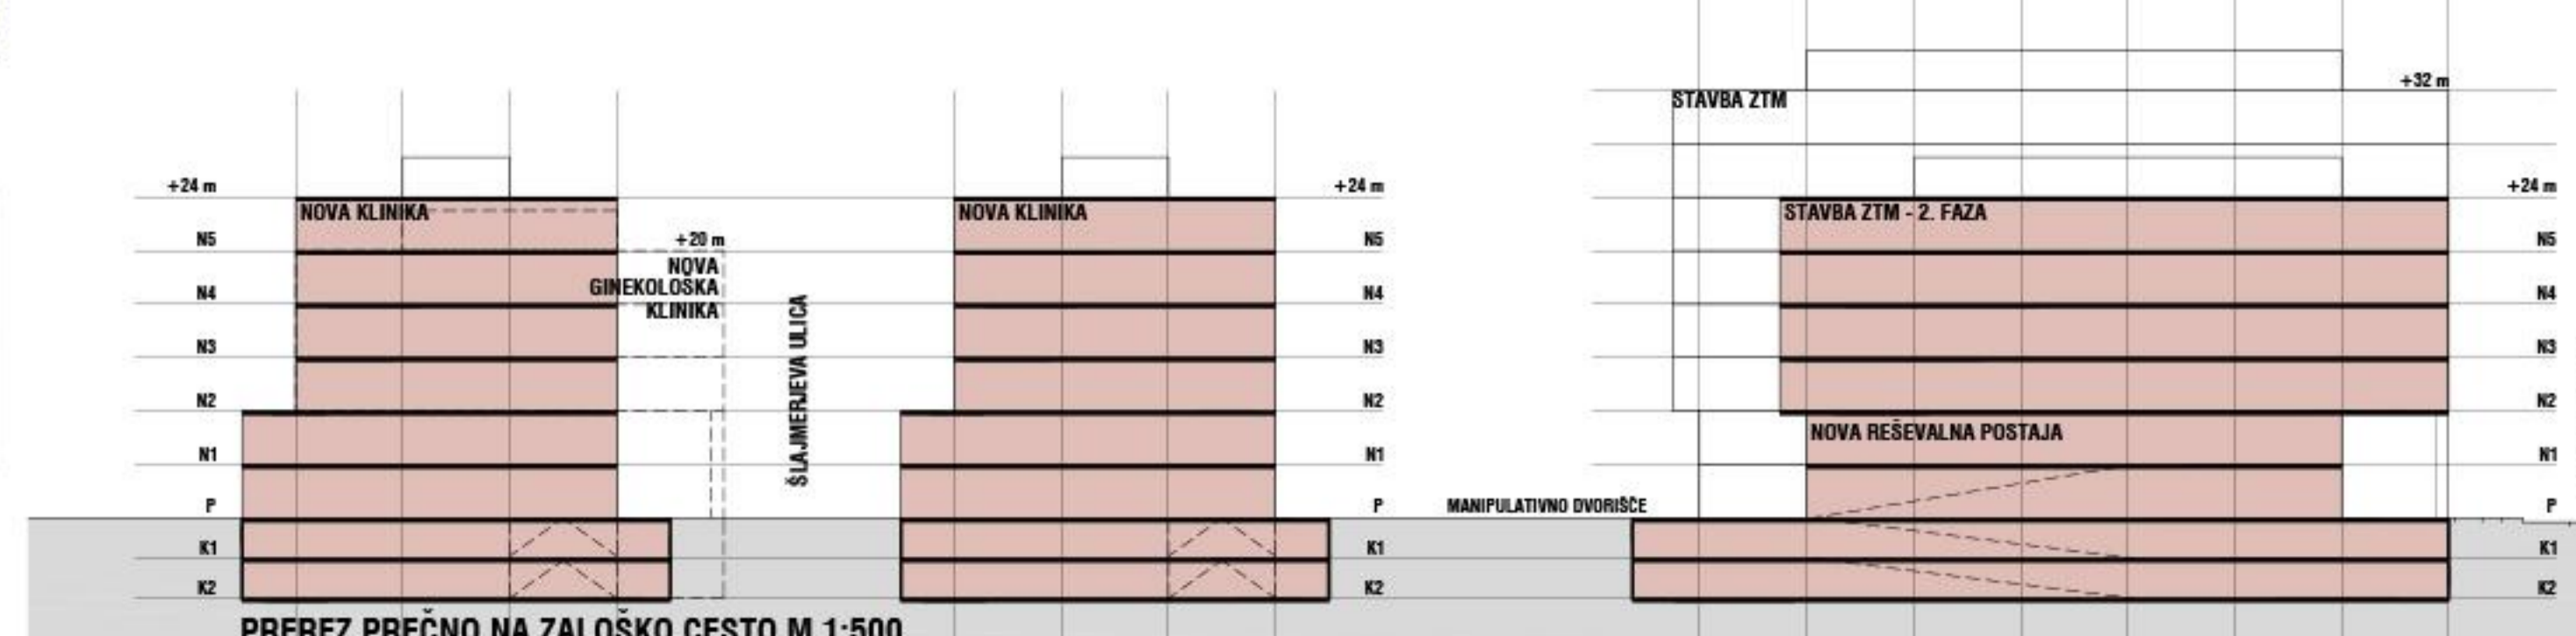 +32 m
STAVBA ZTM
+24 m
+24 m
+24 m
NOVA KLINIKA
NOVA KLINIKA
STAVBA ZTM - 2. FAZA
N5
+20 m
N5
N5
NOVA
GINEKOLOŠKA
KLINIKA
N4
N4
N4
ŠLAJMERJEVA ULICA
N3
N3
N3
N2
N2
N2
NOVA REŠEVALNA POSTAJA
N1
N1
N1
P
P
MANIPULATIVNO DVORIŠČE
P
K1
K1
K1
K2
K2
K2
PREREZ PREČNO NA ZALOŠKO CESTO M 1:500